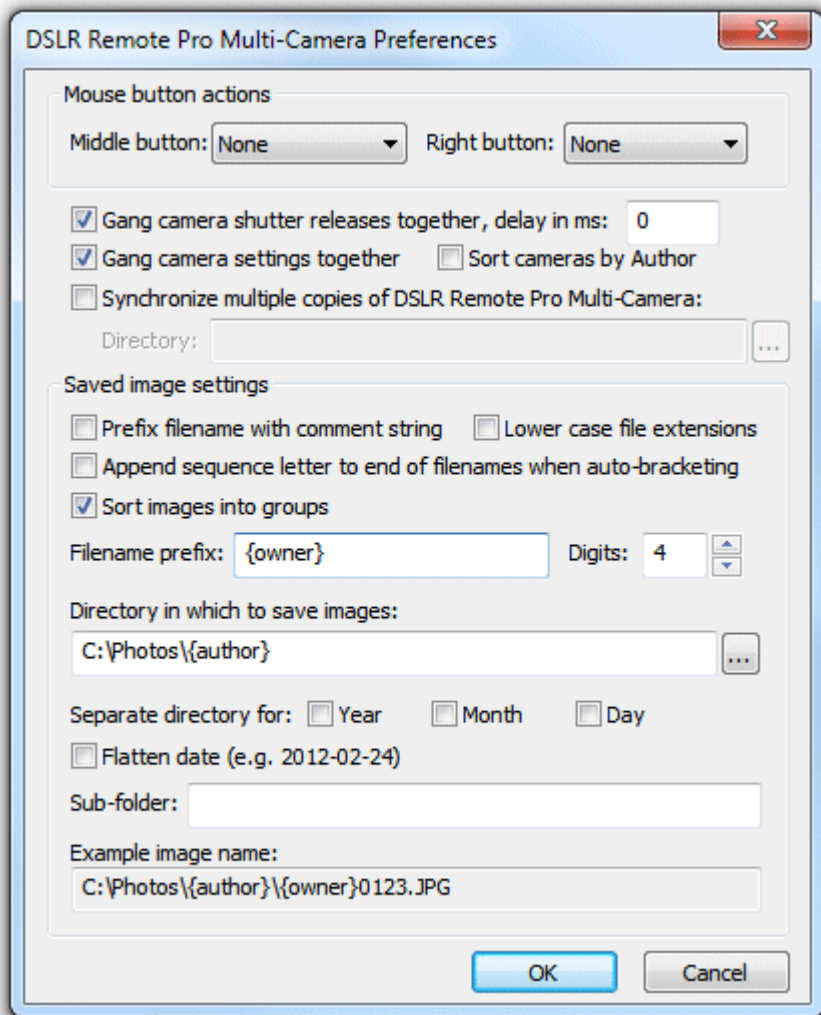 DSLR Remote Pro Multi-Camera Preferences
Mouse button actions
Middle button: None Right button: None
Gang camera shutter releases together, delay in ms: 0
Gang camera settings together Sort cameras by Author
Synchronize multiple copies of DSLR Remote Pro Multi-Camera:
Directory: ...
Saved image settings
Prefix filename with comment string Lower case file extensions
Append sequence letter to end of filenames when auto-bracketing
Sort images into groups
Filename prefix: {owner} Digits: 4
Directory in which to save images:
C:\Photos\{author} ...
Separate directory for: Year Month Day
Flatten date (e.g. 2012-02-24)
Sub-folder:
Example image name:
C:\Photos\{author}\{owner}0123.JPG
OK Cancel